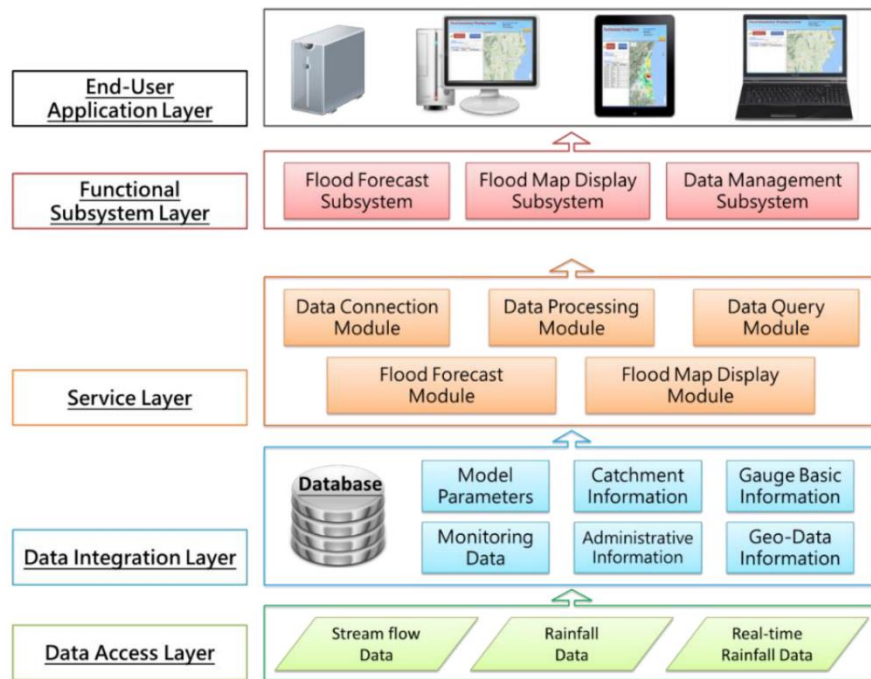 End-User
Application Layer
Functional
Subsystem Layer
Flood Forecast
Subsystem
Flood Map Display
Subsystem
Data Management
Subsystem
Service Layer
Data Connection
Module
Data Processing
Module
Data Query
Module
Flood Forecast
Module
Flood Map Display
Module
Data Integration Layer
Database
Model
Parameters
Catchment
Information
Gauge Basic
Information
Monitoring
Data
Administrative
Information
Geo-Data
Information
Data Access Layer
Stream flow
Data
Rainfall
Data
Real-time
Rainfall Data